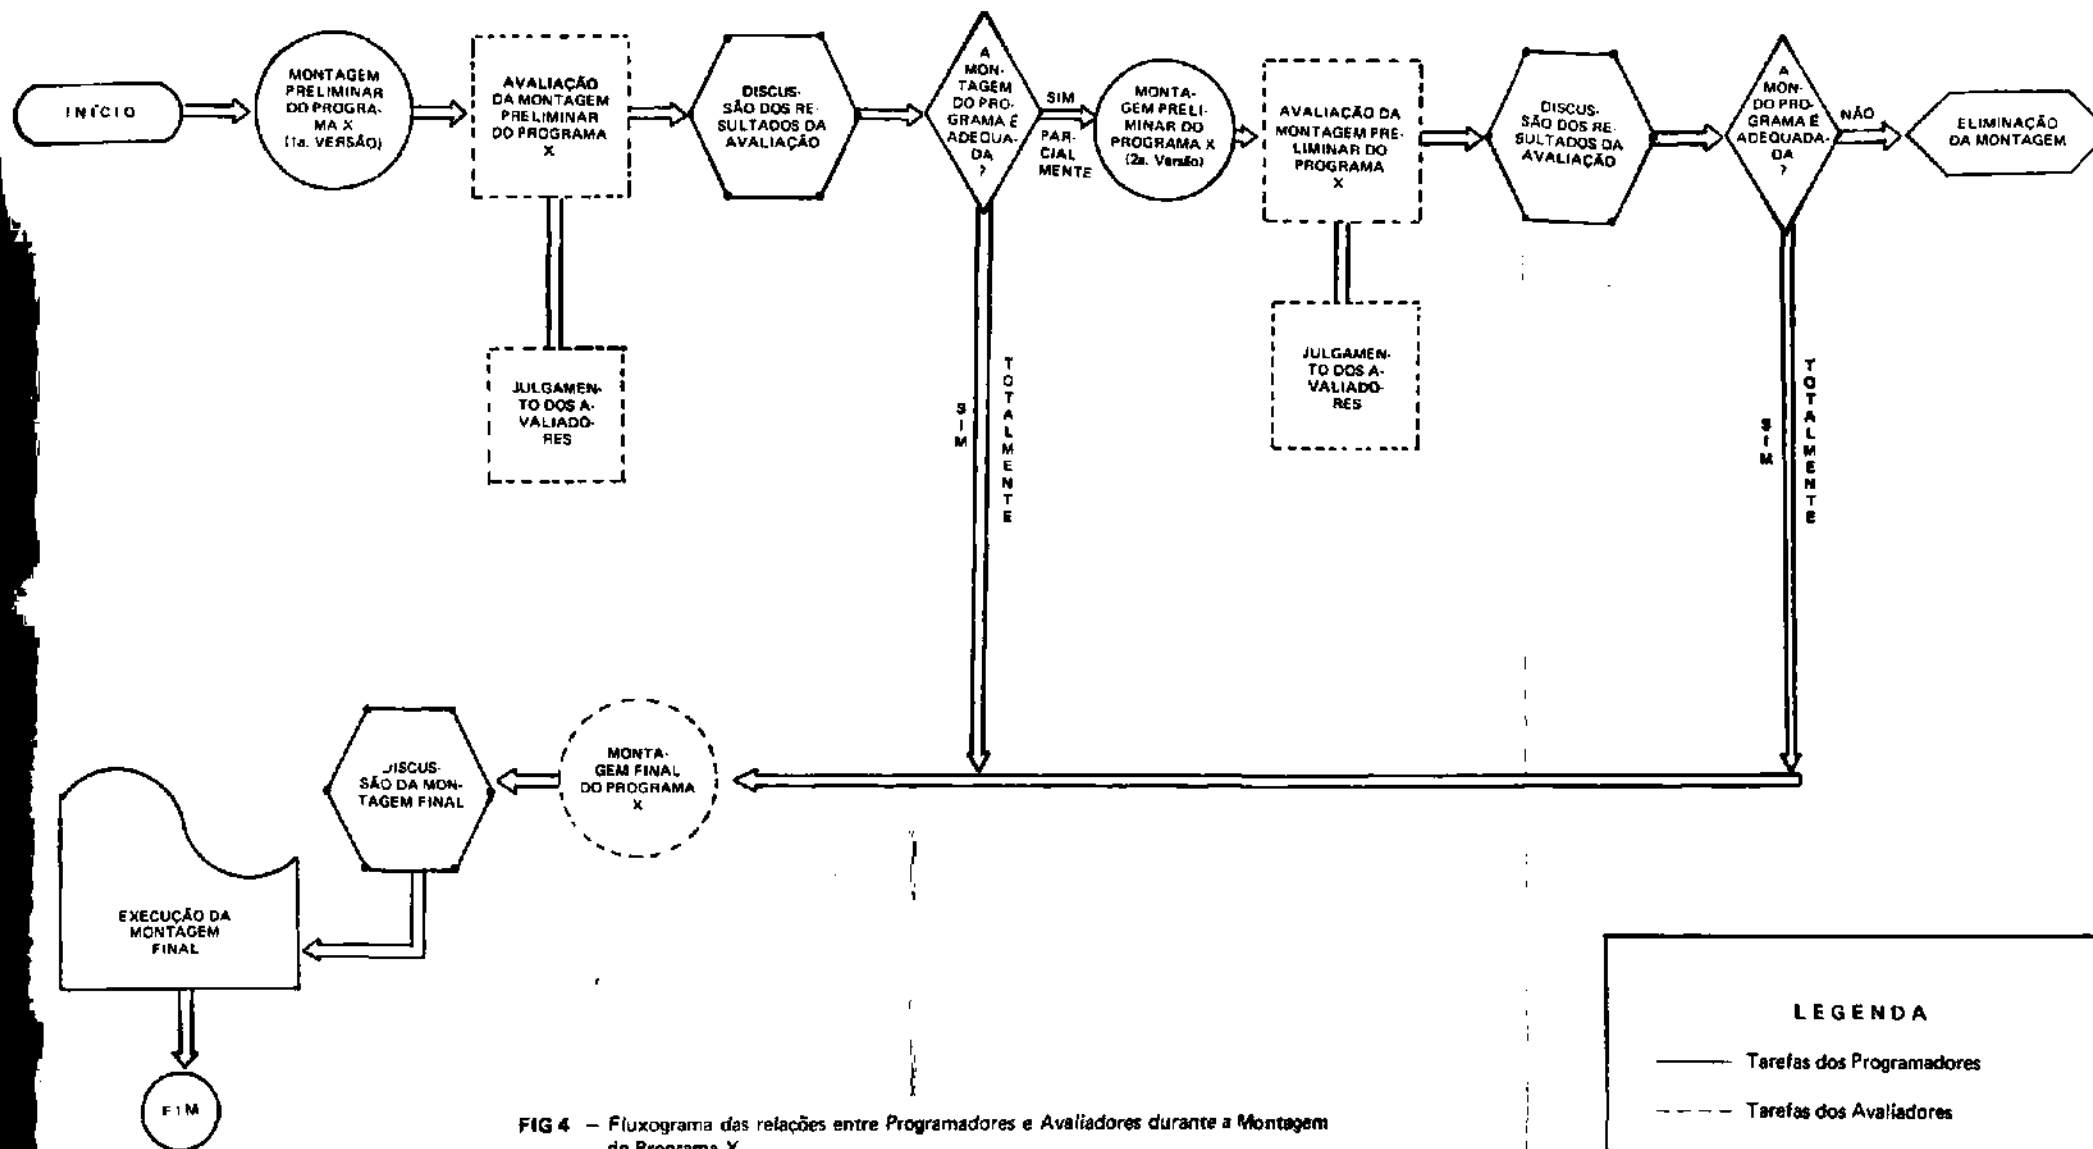 INÍCIO
MONTAGEM
PRELIMINAR
DO PROGRA-
MA X
(1a. VERSÃO)
AVALIAÇÃO
DA MONTAGEM
PRELIMINAR
DO PROGRAMA
X
DISCUS-
SÃO DOS RE-
SULTADOS DA
AVALIAÇÃO
A
MON-
TAGEM
DO PRO-
GRAMA É
ADEQUA-
DA
?
SIM
PAR-
CIAL
MENTE
MONTA-
GEM PRELI-
MINAR DO
PROGRAMA X
(2a. Versão)
AVALIAÇÃO DA
MONTAGEM PRE-
LIMINAR DO
PROGRAMA
X
DISCUS-
SÃO DOS RE-
SULTADOS DA
AVALIAÇÃO
A
MON-
DO PRO-
GRAMA É
ADEQUADA-
DA
?
NÃO
ELIMINAÇÃO
DA MONTAGEM
JULGAMEN-
TO DOS A-
VALIADO-
RES
SIM
TOTALMENTE
JULGAMEN-
TO DOS A-
VALIADO-
RES
SIM
TOTALMENTE
DISCUS-
SÃO DA MON-
TAGEM FINAL
MONTA-
GEM FINAL
DO PROGRAMA
X
EXECUÇÃO DA
MONTAGEM
FINAL
FIM
FIG 4 – Fluxograma das relações entre Programadores e Avaliadores durante a Montagem
do Programa X
LEGENDA
Tarefas dos Programadores
Tarefas dos Avaliadores